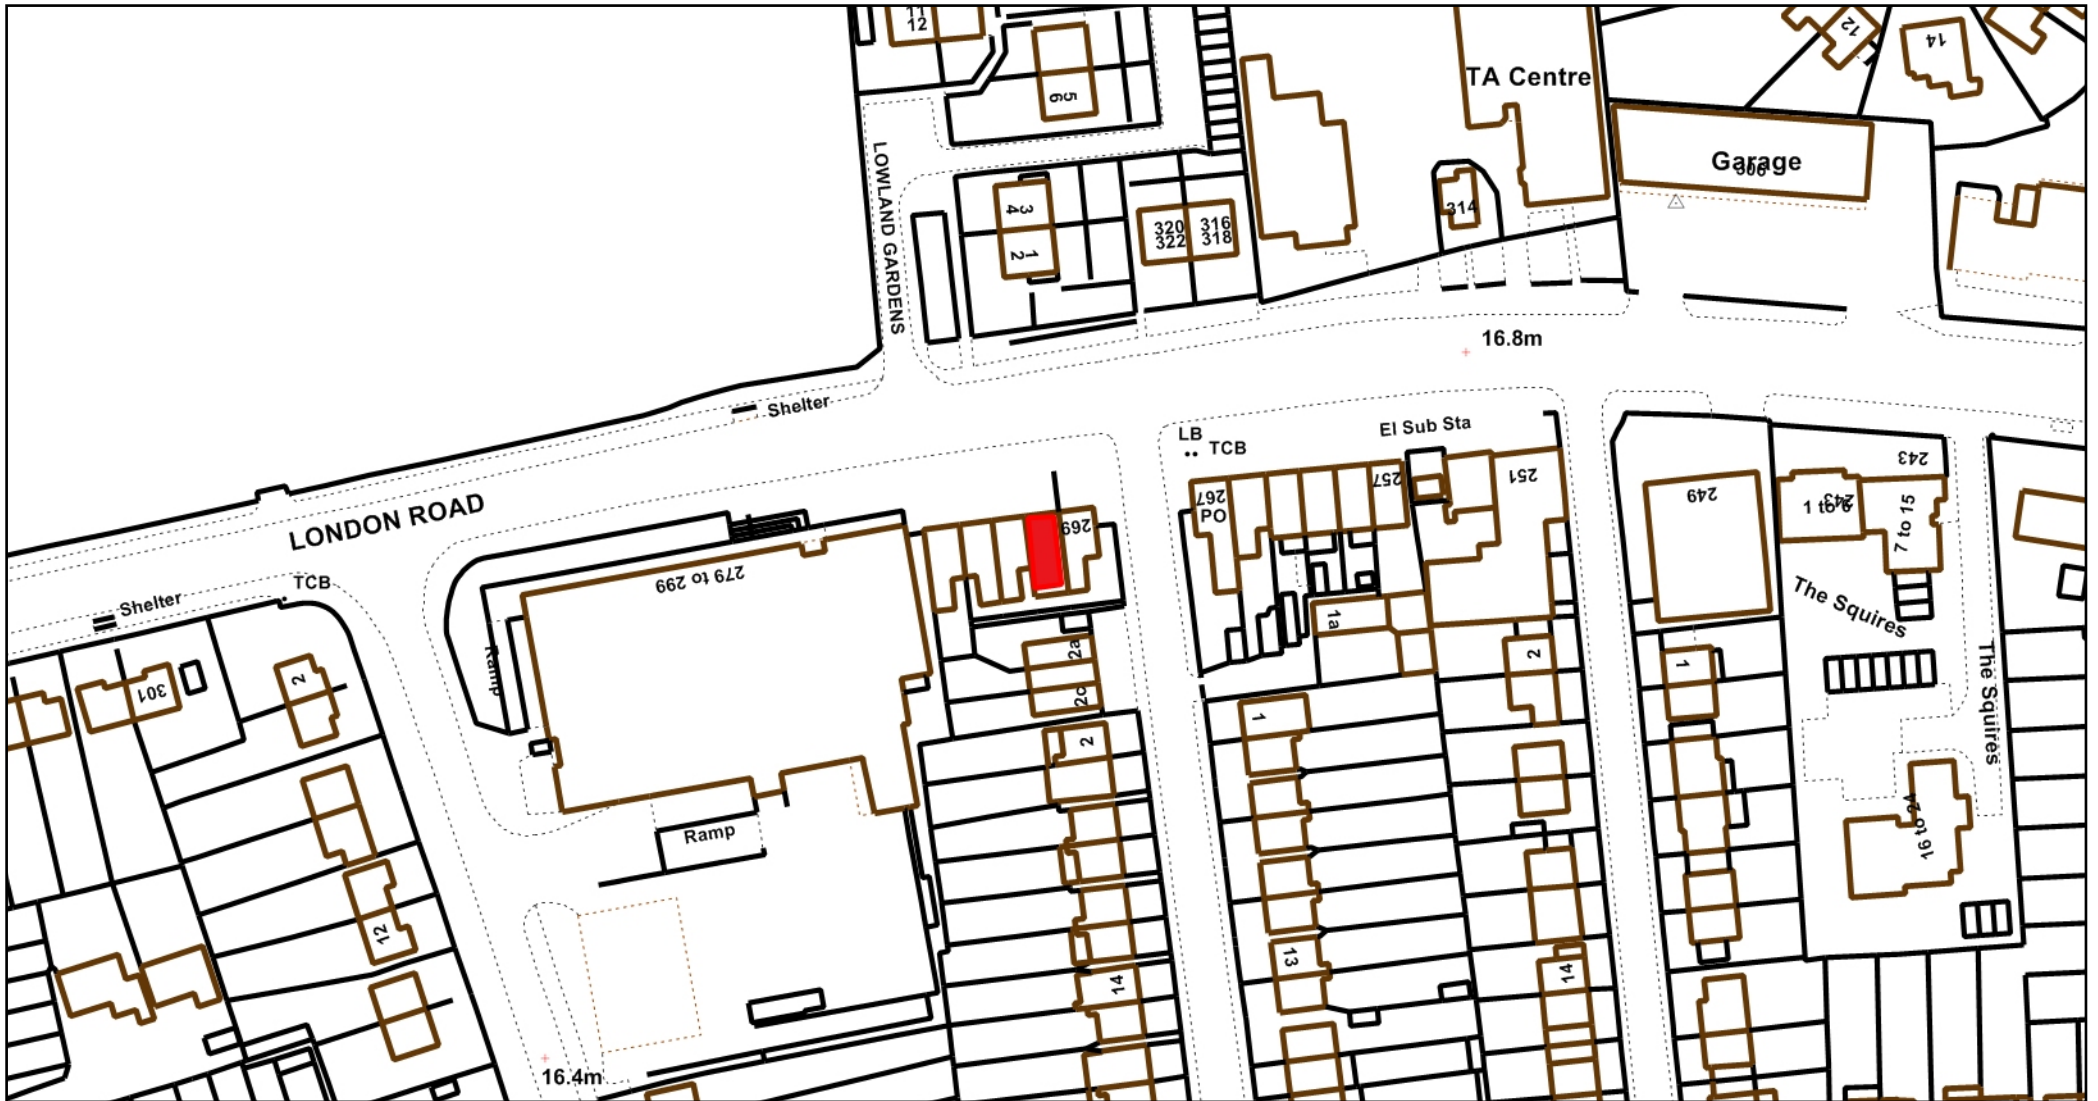 11
12
5
6
TA Centre
12
14
Garage
306
LOWLAND GARDENS
3
4
1
2
320
322
316
318
314
16.8m
Shelter
LONDON ROAD
LB
TCB
El Sub Sta
267
PO
257
251
249
243
1 to 6
243
7 to 15
The Squires
The Squires
16 to 24
269
279 to 299
TCB
Shelter
Ramp
301
2
12
Ramp
2a
2c
2
14
1a
1
13
2
14
1
16.4m